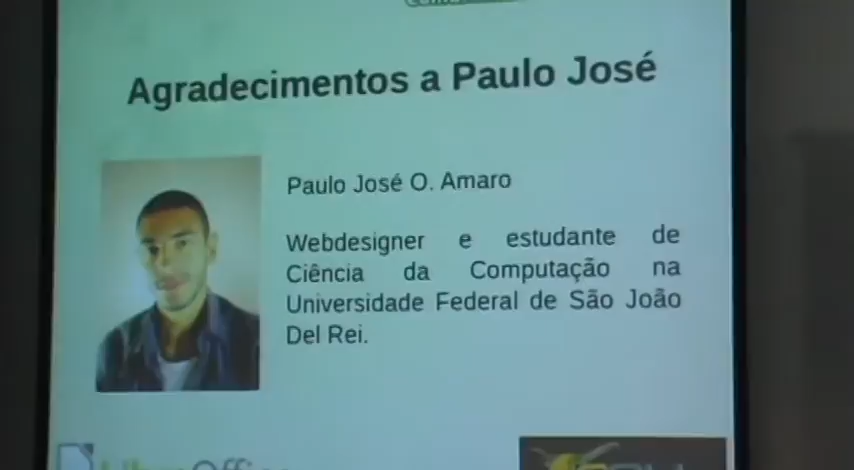 Agradecimentos a Paulo José
Paulo José O. Amaro
Webdesigner e estudante de
Ciência da Computação na
Universidade Federal de São João
Del Rei.